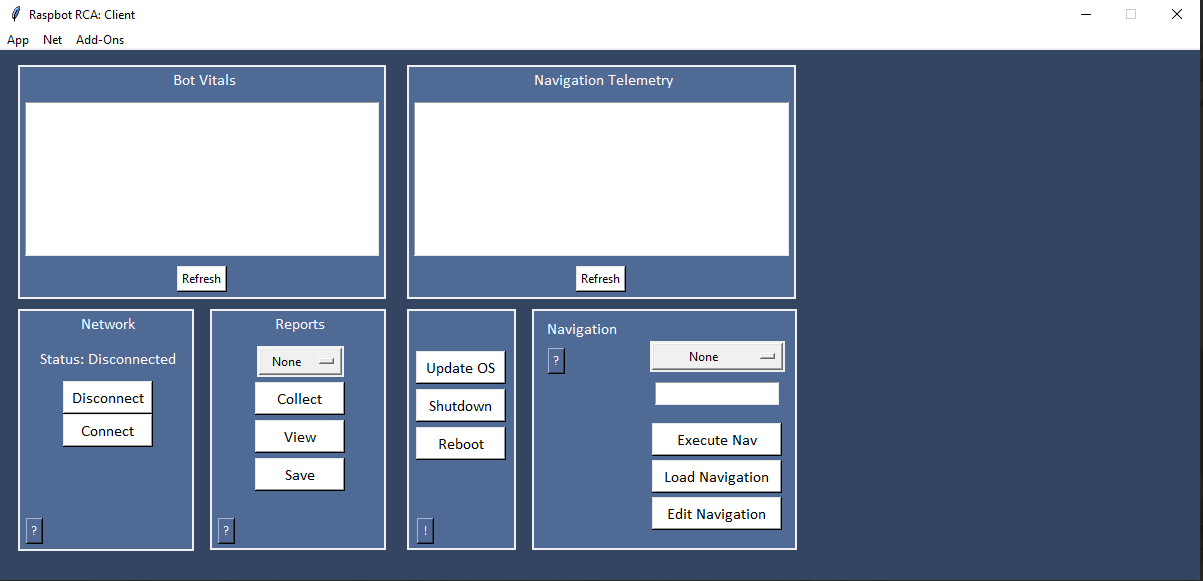 Raspbot RCA: Client
App Net Add-Ons
Bot Vitals
Refresh
Navigation Telemetry
Refresh
Network
Status: Disconnected
Disconnect
Connect
?
Reports
None
Collect
View
Save
?
Update OS
Shutdown
Reboot
!
Navigation
?
None
Execute Nav
Load Navigation
Edit Navigation